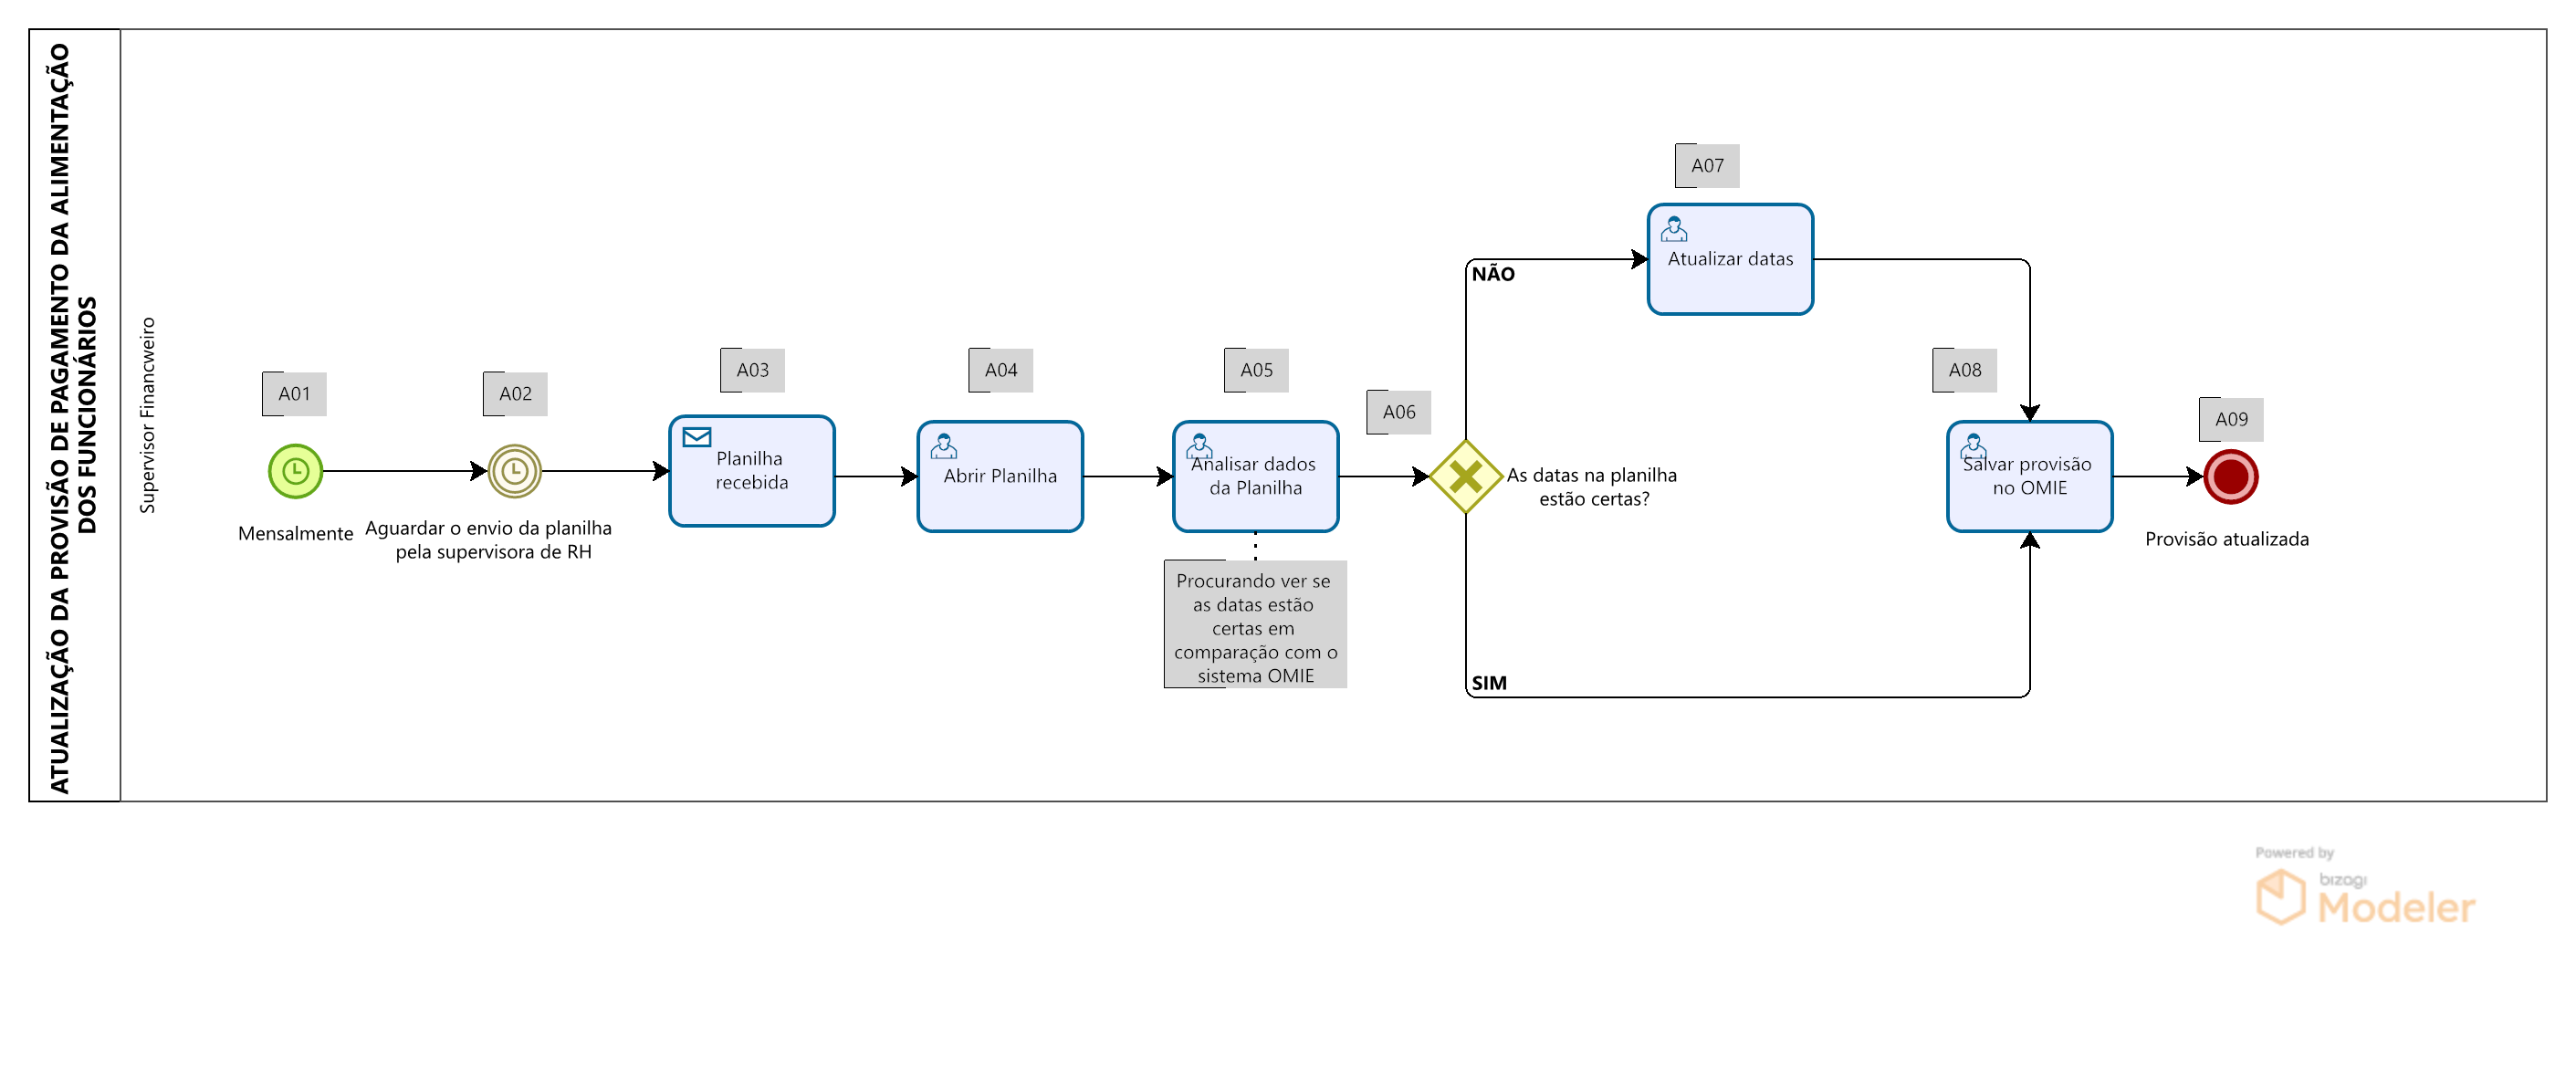 ATUALIZAÇÃO DA PROVISÃO DE PAGAMENTO DA ALIMENTAÇÃO
DOS FUNCIONÁRIOS
Supervisor Financweiro
A01
Mensalmente
A02
Aguardar o envio da planilha
pela supervisora de RH
A03
Planilha
recebida
A04
Abrir Planilha
A05
Analisar dados
da Planilha
Procurando ver se
as datas estão
certas em
comparação com o
sistema OMIE
A06
As datas na planilha
estão certas?
NÃO
SIM
A07
Atualizar datas
A08
Salvar provisão
no OMIE
A09
Provisão atualizada
Powered by
bizagi
Modeler